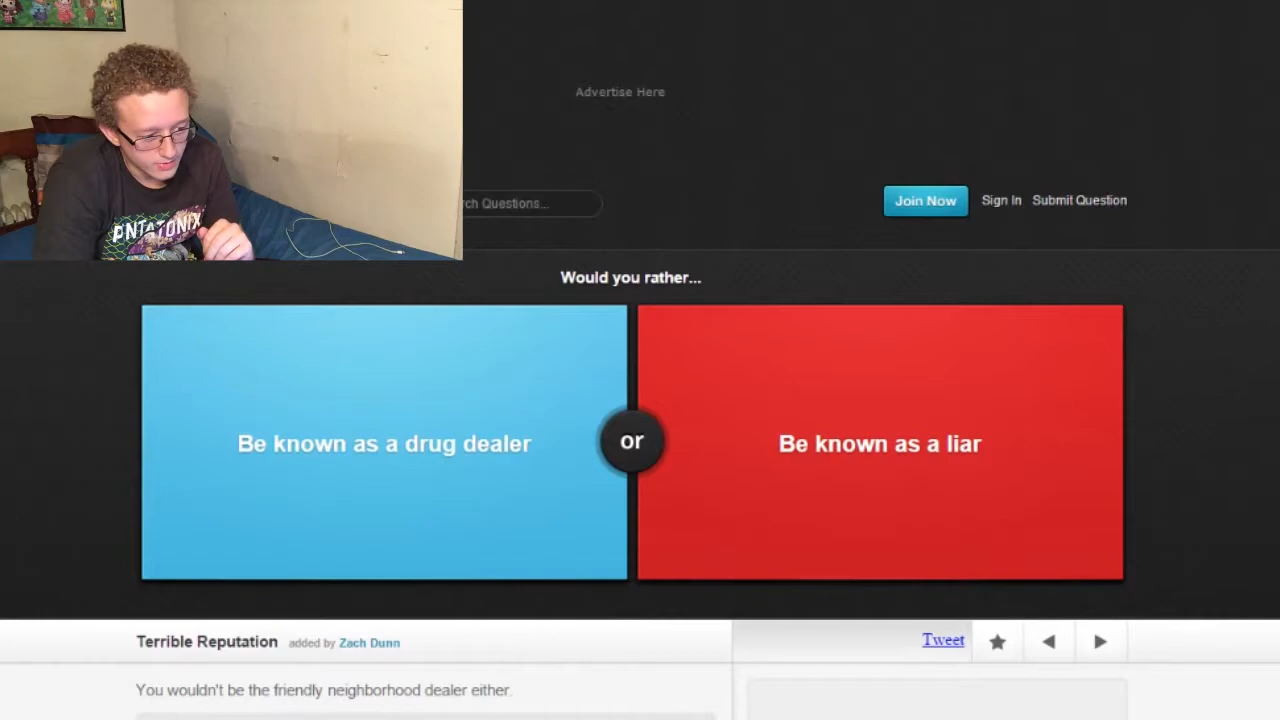 PNTATONIX
Advertise Here
rch Questions...
Join Now
Sign In
Submit Question
Would you rather...
Be known as a drug dealer
or
Be known as a liar
Terrible Reputation added by Zach Dunn
Tweet
You wouldn't be the friendly neighborhood dealer either.